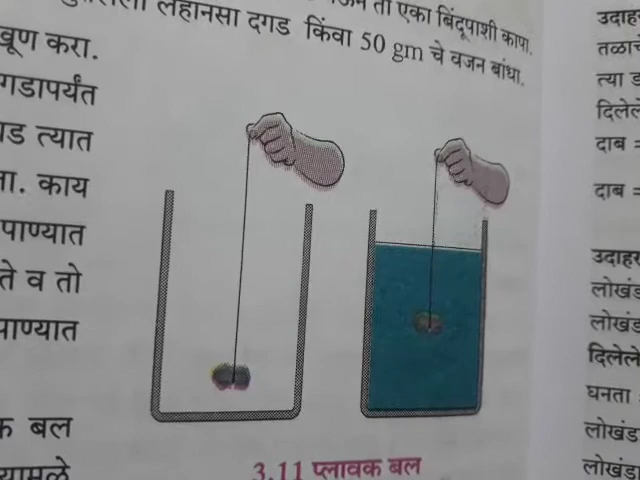 लहानसा दगड किंवा 50 gm चे वजन बांधा.
तो एका बिंदूपाशी कापा.
खूण करा.
गडापर्यंत
त्यात
काय
पाण्यात
ते व तो
पाण्यात
बल
3.11 प्लावक बल
उदाहर
तळाचे
त्या ड
दिलेले
दाब =
दाब =
उदाहर
लोखंड
लोखंड
दिलेले
घनता
लोखंड
लोखंडा